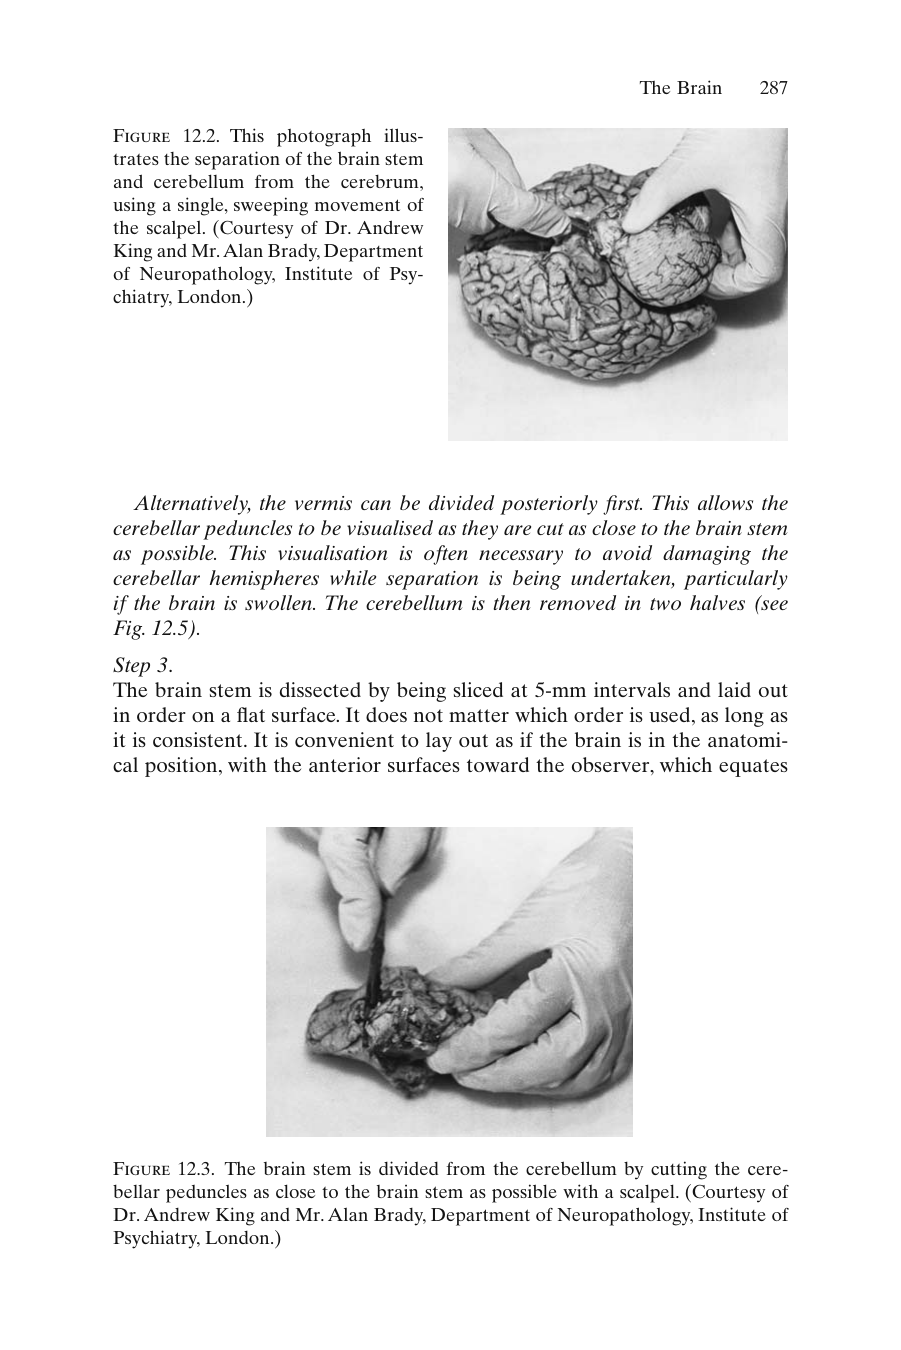 The Brain 287
FIGURE 12.2. This photograph illus-
trates the separation of the brain stem
and cerebellum from the cerebrum,
using a single, sweeping movement of
the scalpel. (Courtesy of Dr. Andrew
King and Mr. Alan Brady, Department
of Neuropathology, Institute of Psy-
chiatry, London.)
Alternatively, the vermis can be divided posteriorly first. This allows the
cerebellar peduncles to be visualised as they are cut as close to the brain stem
as possible. This visualisation is often necessary to avoid damaging the
cerebellar hemispheres while separation is being undertaken, particularly
if the brain is swollen. The cerebellum is then removed in two halves (see
Fig. 12.5).
Step 3.
The brain stem is dissected by being sliced at 5-mm intervals and laid out
in order on a flat surface. It does not matter which order is used, as long as
it is consistent. It is convenient to lay out as if the brain is in the anatomi-
cal position, with the anterior surfaces toward the observer, which equates
FIGURE 12.3. The brain stem is divided from the cerebellum by cutting the cere-
bellar peduncles as close to the brain stem as possible with a scalpel. (Courtesy of
Dr. Andrew King and Mr. Alan Brady, Department of Neuropathology, Institute of
Psychiatry, London.)